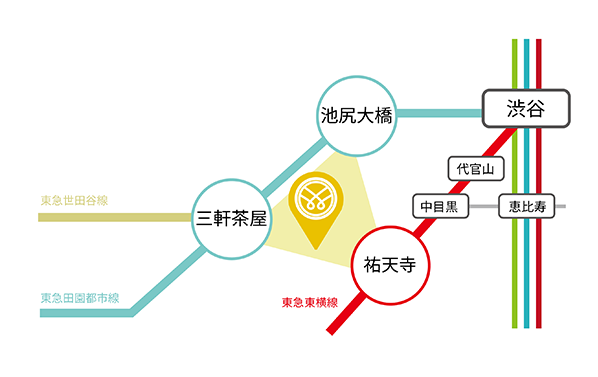 池尻大橋
渋谷
代官山
東急世田谷線
三軒茶屋
中目黒
恵比寿
祐天寺
東急田園都市線
東急東横線